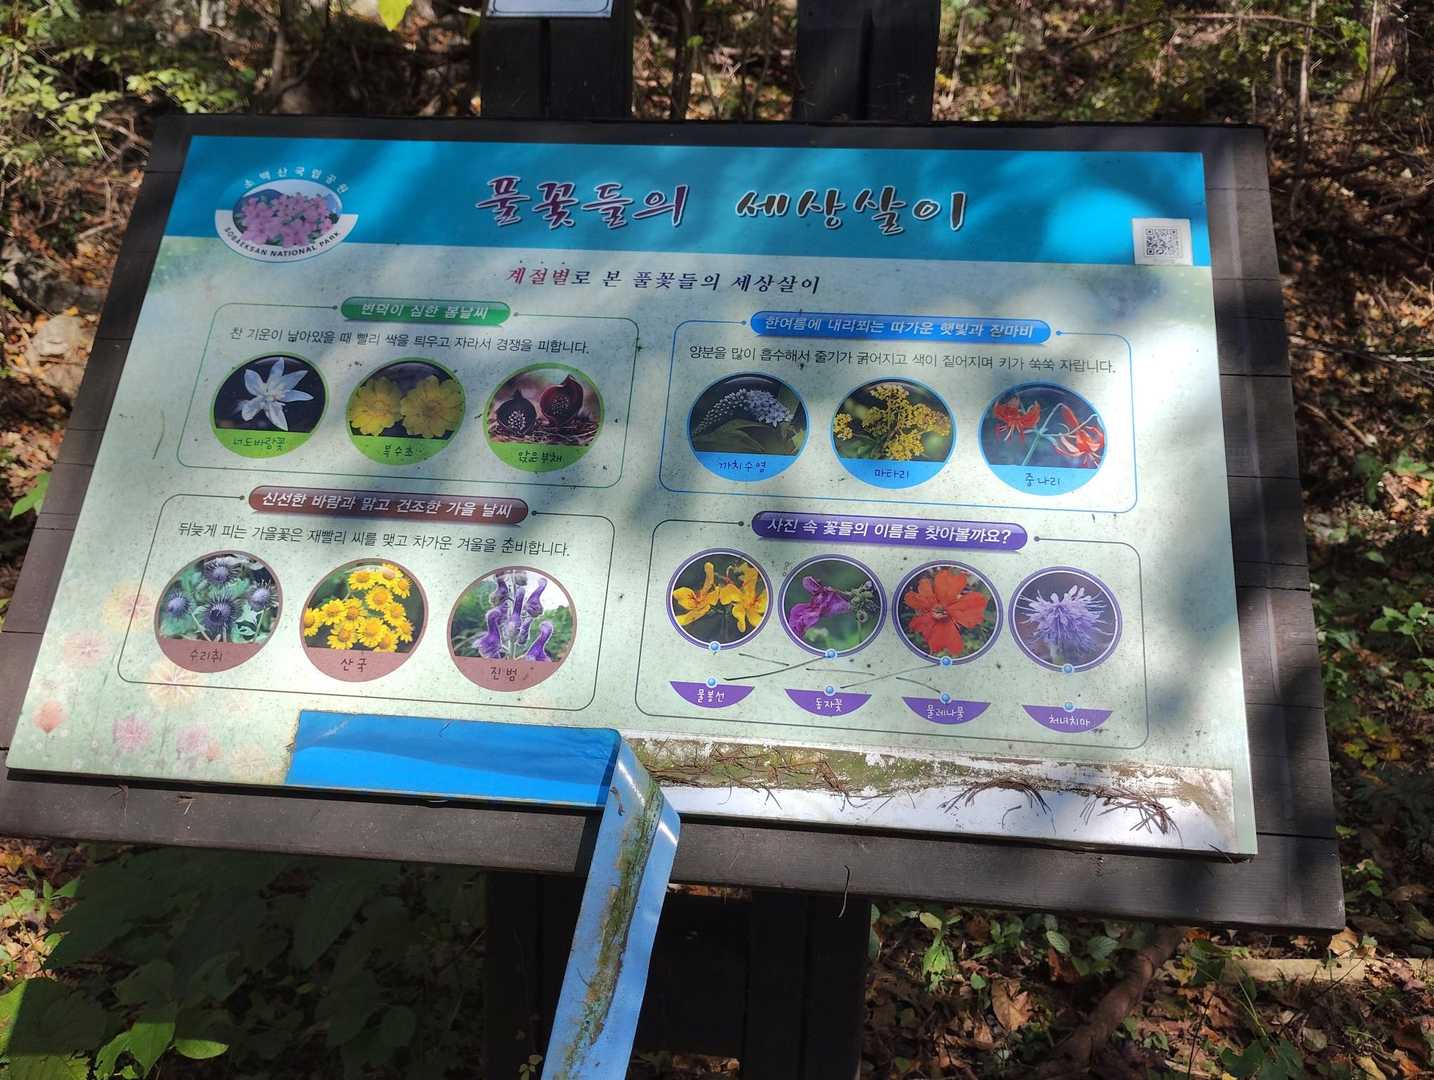 소백산국립공원
SOBAEKSAN NATIONAL PARK
풀꽃들의 세상살이
계절별로 본 풀꽃들의 세상살이
변덕이 심한 봄날씨
찬 기운이 남아있을 때 빨리 싹을 틔우고 자라서 경쟁을 피합니다.
너도바람꽃
복수초
앉은부채
한여름에 내리쬐는 따가운 햇빛과 장마비
양분을 많이 흡수해서 줄기가 굵어지고 색이 짙어지며 키가 쑥쑥 자랍니다.
까치수영
마타리
중나리
신선한 바람과 맑고 건조한 가을 날씨
뒤늦게 피는 가을꽃은 재빨리 씨를 맺고 차가운 겨울을 준비합니다.
수리취
산국
진범
사진 속 꽃들의 이름을 찾아볼까요?
물봉선
동자꽃
물레나물
처녀치마